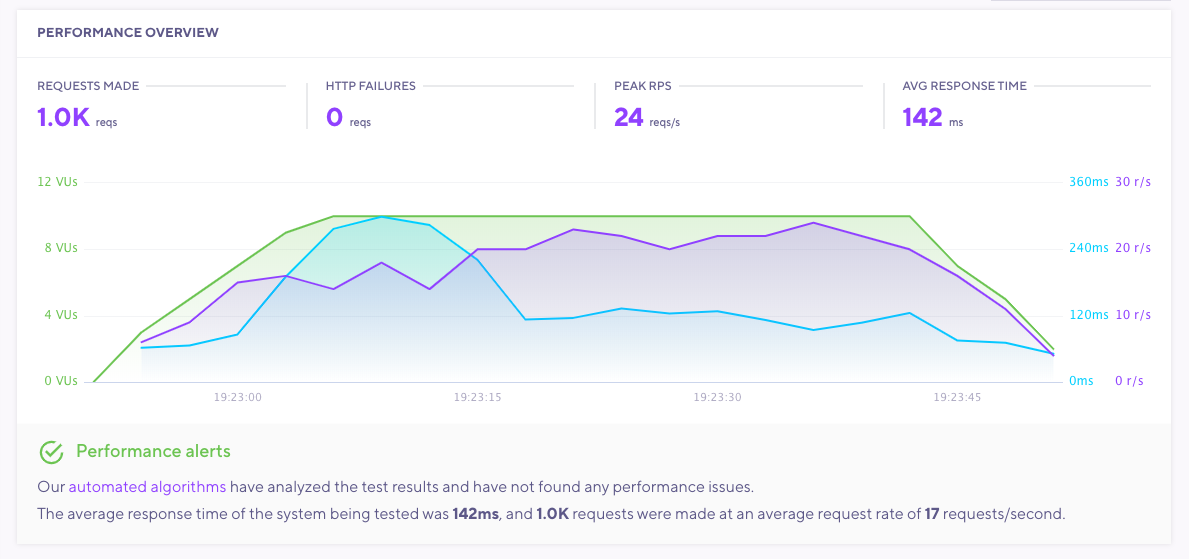 PERFORMANCE OVERVIEW
REQUESTS MADE
1.0K reqs
HTTP FAILURES
0 reqs
PEAK RPS
24 reqs/s
AVG RESPONSE TIME
142 ms
12 VUs
8 VUs
4 VUs
0 VUs
360ms 30 r/s
240ms 20 r/s
120ms 10 r/s
0ms 0 r/s
19:23:00 19:23:15 19:23:30 19:23:45
Performance alerts
Our automated algorithms have analyzed the test results and have not found any performance issues.
The average response time of the system being tested was 142ms, and 1.0K requests were made at an average request rate of 17 requests/second.